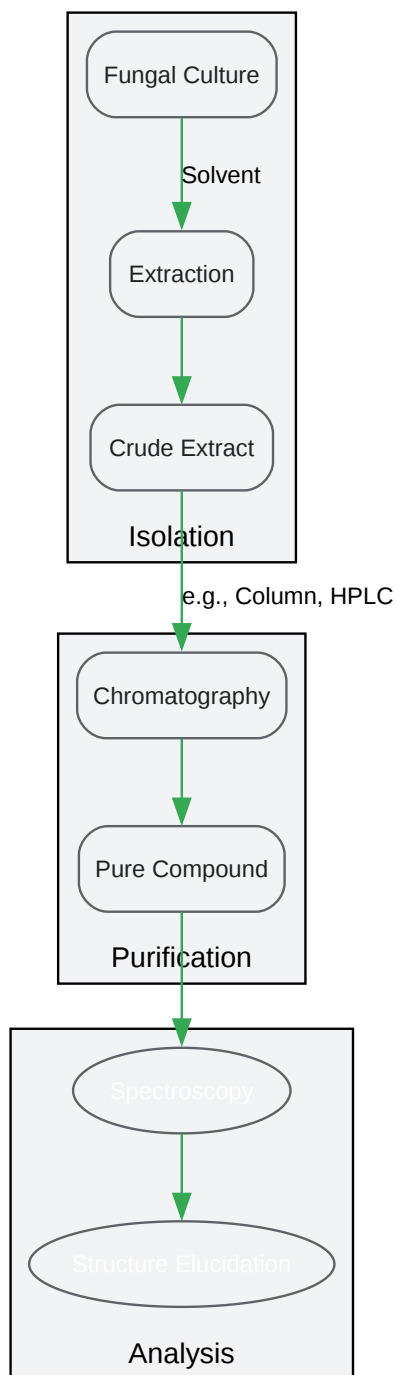 Fungal Culture
Solvent
Extraction
Crude Extract
Isolation
e.g., Column, HPLC
Chromatography
Pure Compound
Purification
Spectroscopy
Structure Elucidation
Analysis